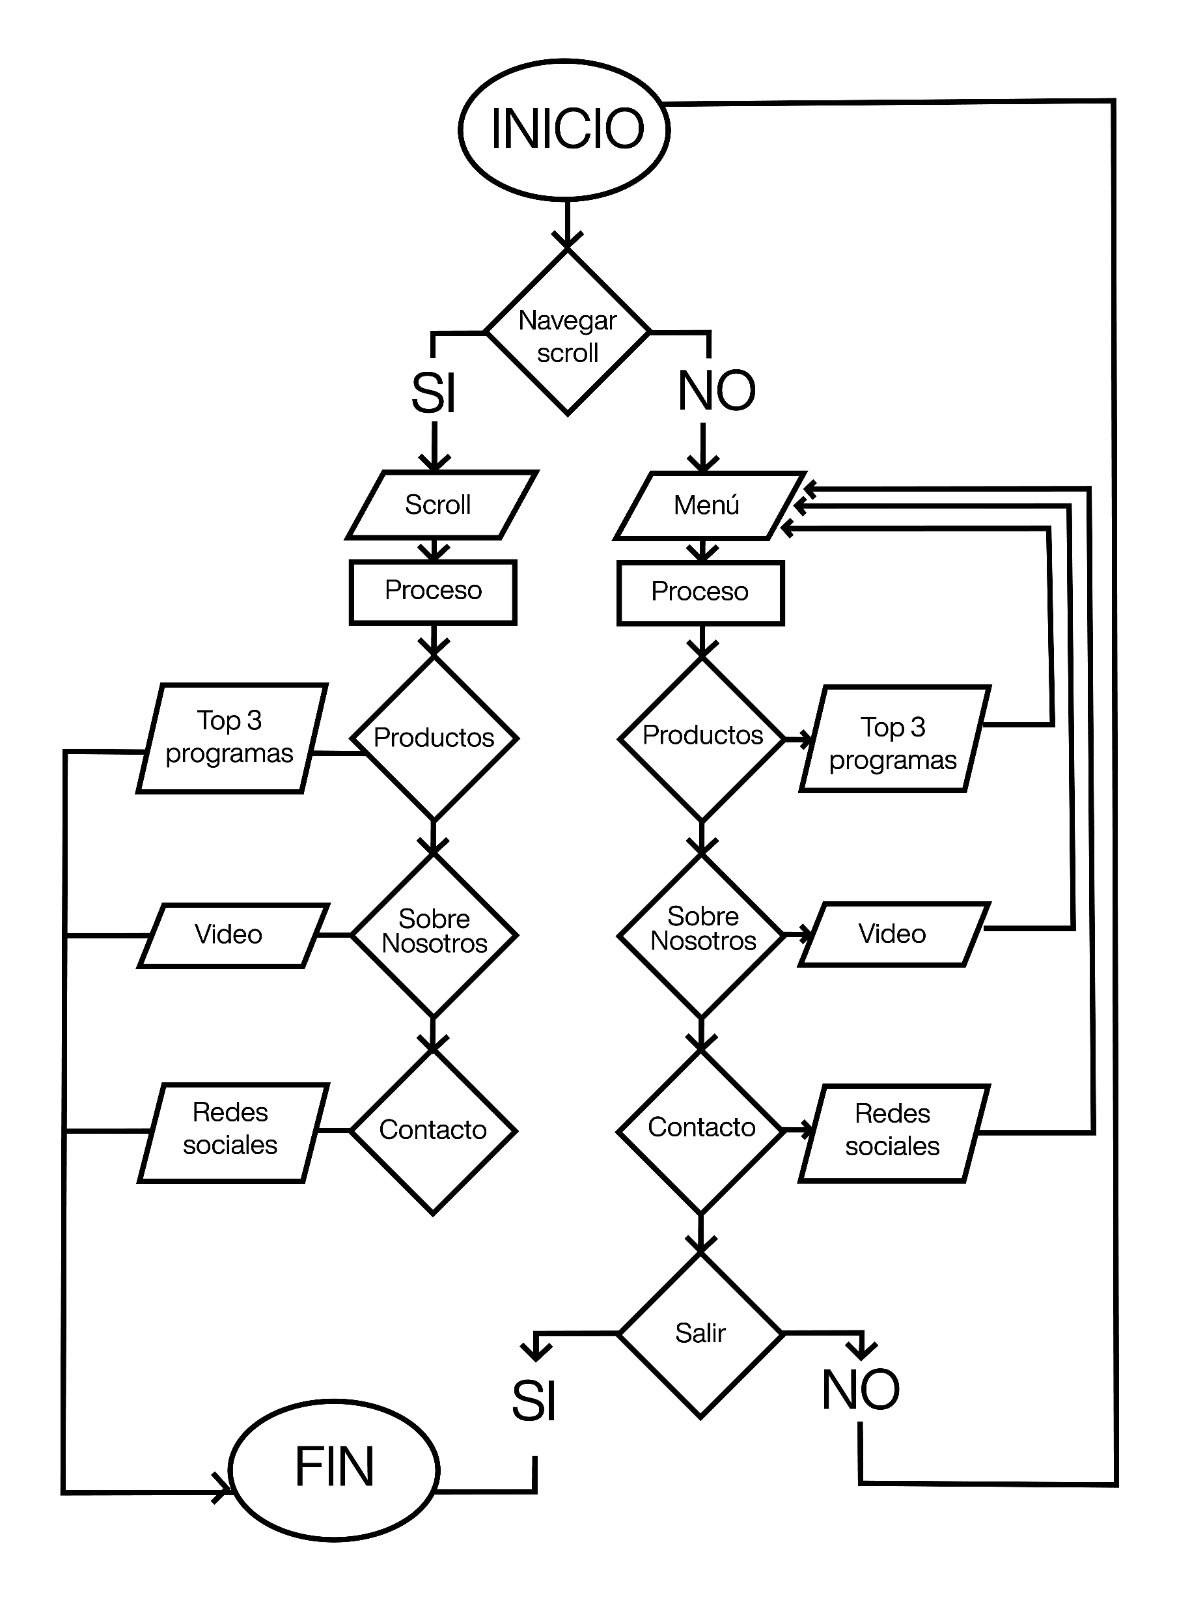 INICIO
Navegar
scroll
SI
NO
Scroll
Menú
Proceso
Proceso
Top 3
programas
Productos
Productos
Top 3
programas
Video
Sobre
Nosotros
Sobre
Nosotros
Video
Redes
sociales
Contacto
Contacto
Redes
sociales
Salir
SI
NO
FIN